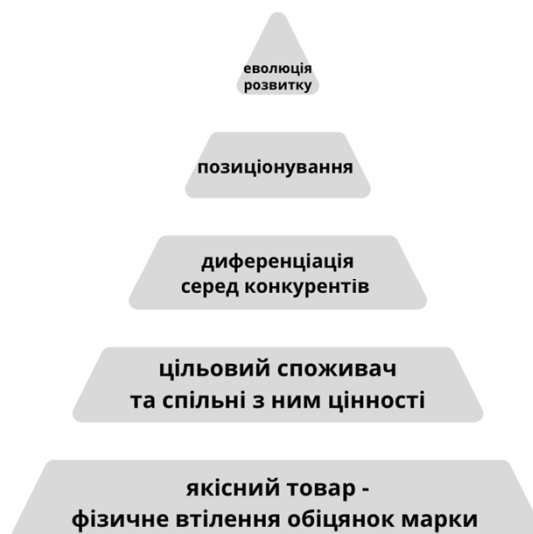 еволюція
розвитку
позиціонування
диференціація
серед конкурентів
цільовий споживач
та спільні з ним цінності
якісний товар -
фізичне втілення обіцянок марки